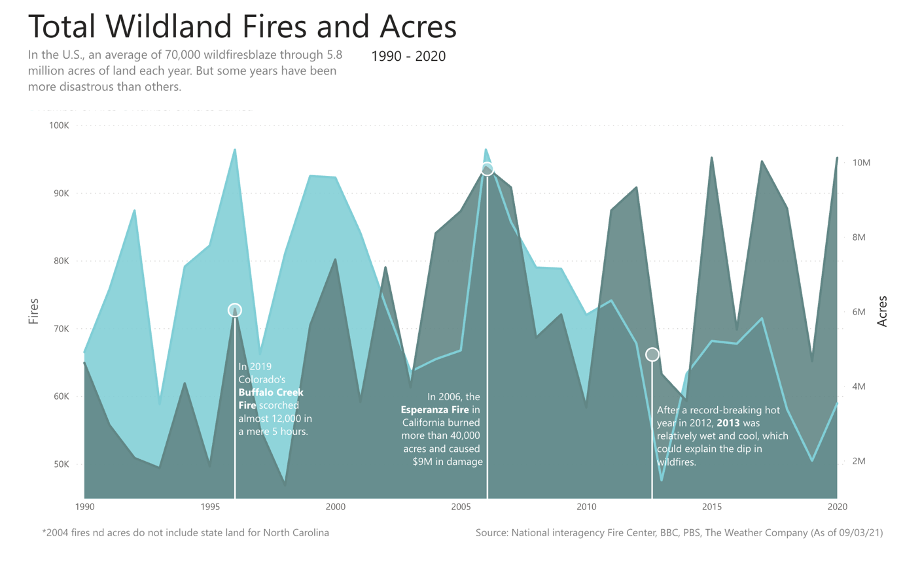 Total Wildland Fires and Acres
In the U.S., an average of 70,000 wildfiresblaze through 5.8
million acres of land each year. But some years have been
more disastrous than others.
1990 - 2020
100K
90K
80K
70K
60K
50K
Fires
10M
8M
6M
4M
2M
Acres
In 2019
Colorado's
Buffalo Creek
Fire scorched
almost 12,000 in
a mere 5 hours.
In 2006, the
Esperanza Fire in
California burned
more than 40,000
acres and caused
$9M in damage
After a record-breaking hot
year in 2012, 2013 was
relatively wet and cool, which
could explain the dip in
wildfires.
1990
1995
2000
2005
2010
2015
2020
*2004 fires nd acres do not include state land for North Carolina
Source: National interagency Fire Center, BBC, PBS, The Weather Company (As of 09/03/21)